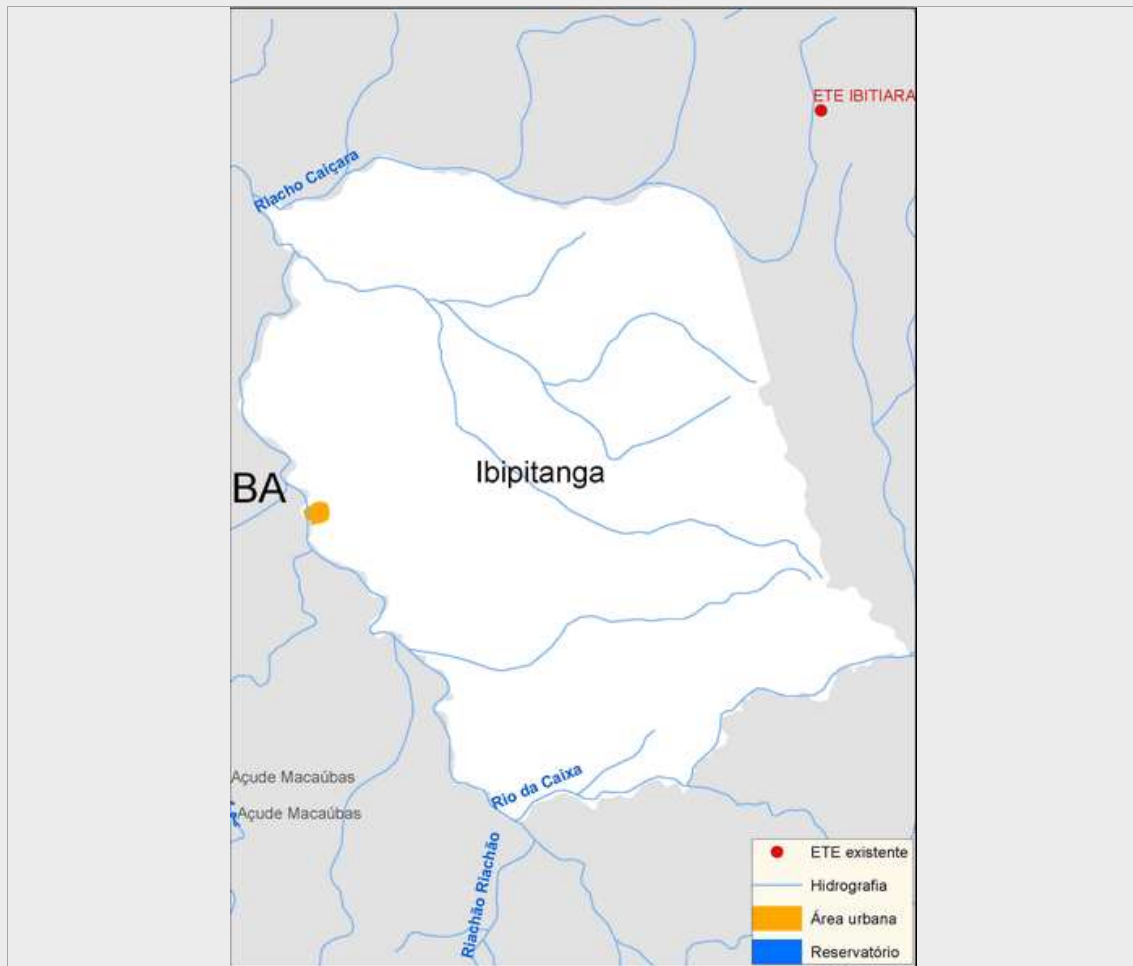 ETE IBITIARA
Riacho Caiçara
Ibipitanga
BA
Açude Macaúbas
Açude Macaúbas
Rio da Caixa
Riachão Riachão
ETE existente
Hidrografia
Área urbana
Reservatório